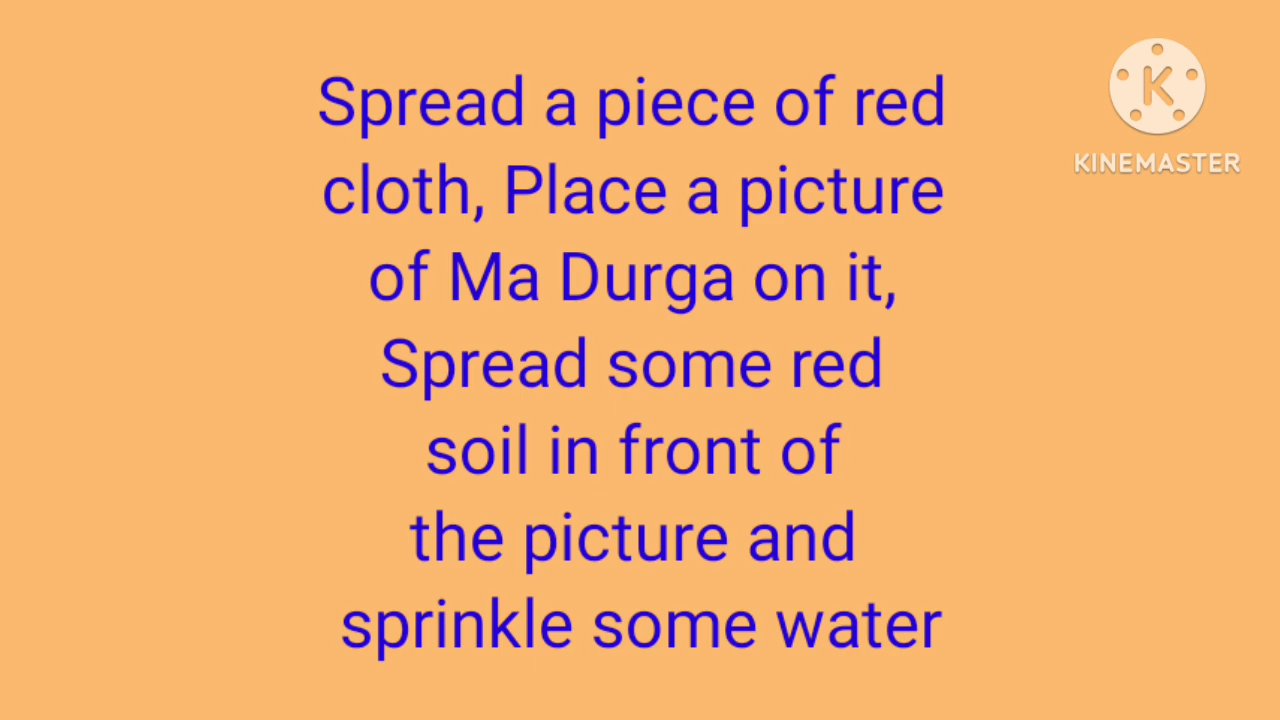 Spread a piece of red
cloth, Place a picture
of Ma Durga on it,
Spread some red
soil in front of
the picture and
sprinkle some water
K
KINEMASTER